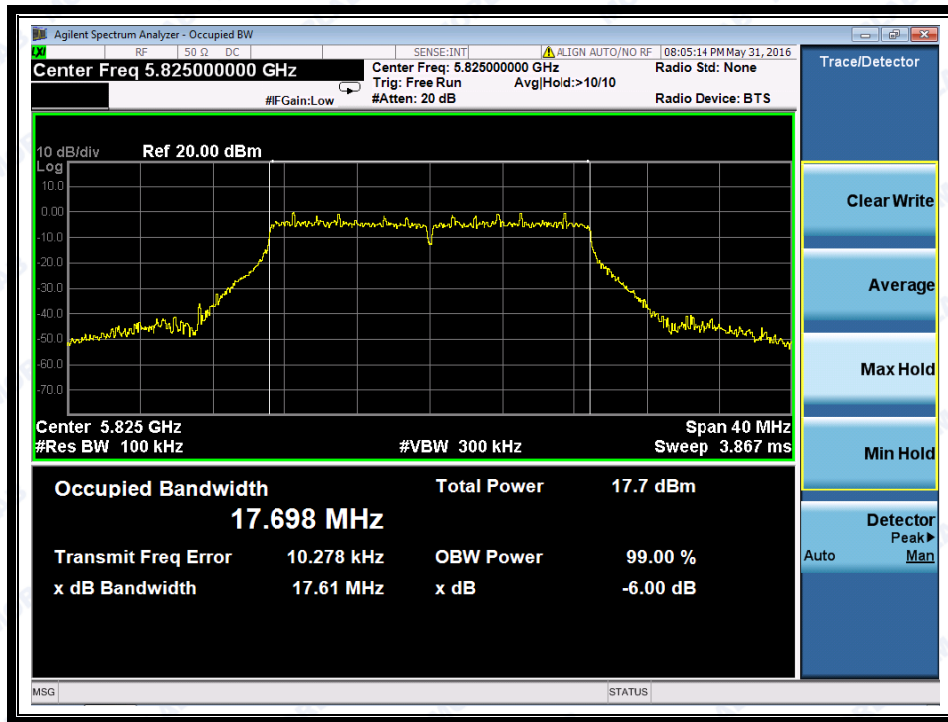 Agilent Spectrum Analyzer - Occupied BW
LXI RF 50 Ω DC SENSE:INT ALIGN AUTO/NO RF 08:05:14 PM May 31, 2016
Center Freq 5.825000000 GHz
Center Freq: 5.825000000 GHz
Radio Std: None
Trig: Free Run Avg|Hold:>10/10
#IFGain:Low
#Atten: 20 dB
Radio Device: BTS
Trace/Detector
10 dB/div Ref 20.00 dBm
Log
10.0
0.00
-10.0
-20.0
-30.0
-40.0
-50.0
-60.0
-70.0
Center 5.825 GHz Span 40 MHz
#Res BW 100 kHz #VBW 300 kHz Sweep 3.867 ms
Occupied Bandwidth Total Power 17.7 dBm
17.698 MHz
Transmit Freq Error 10.278 kHz OBW Power 99.00 %
x dB Bandwidth 17.61 MHz x dB -6.00 dB
Clear Write
Average
Max Hold
Min Hold
Detector
Peak▶
Auto Man
MSG STATUS